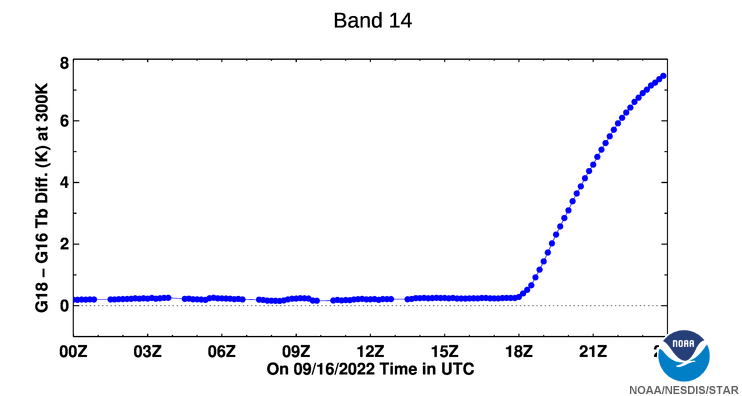 Band 14
G18 − G16 Tb Diff. (K) at 300K
8
6
4
2
0
00Z 03Z 06Z 09Z 12Z 15Z 18Z 21Z
On 09/16/2022 Time in UTC
NOAA
NOAA/NESDIS/STAR